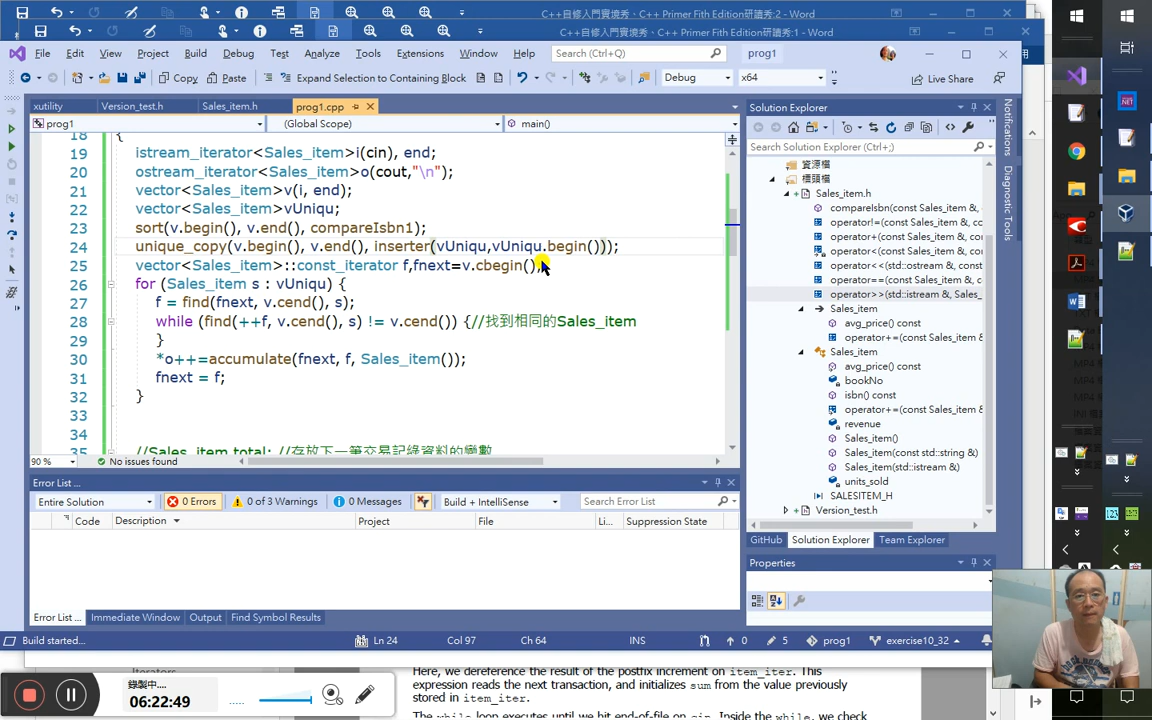 C++自修入門實境秀、C++ Primer Fith Edition研讀秀:2 - Word
C++自修入門實境秀、C++ Primer Fith Edition研讀秀:1 - Word
File Edit View Project Build Debug Test Analyze Tools Extensions Window Help Search (Ctrl+Q) prog1
Copy Paste Expand Selection to Containing Block Debug x64 Live Share
xutility Version_test.h Sales_item.h prog1.cpp
prog1 (Global Scope) main()
18 {
19 istream_iterator<Sales_item>i(cin), end;
20 ostream_iterator<Sales_item>o(cout,"\n");
21 vector<Sales_item>v(i, end);
22 vector<Sales_item>vUniqu;
23 sort(v.begin(), v.end(), compareIsbn1);
24 unique_copy(v.begin(), v.end(), inserter(vUniqu,vUniqu.begin()));
25 vector<Sales_item>::const_iterator f,fnext=v.cbegin();
26 for (Sales_item s : vUniqu) {
27 f = find(fnext, v.cend(), s);
28 while (find(++f, v.cend(), s) != v.cend()) {//找到相同的Sales_item
29 }
30 *o++=accumulate(fnext, f, Sales_item());
31 fnext = f;
32 }
33
34
35 //Sales_item total; //存放下一筆交易記錄資料的變數
90 % No issues found
Error List ...
Entire Solution 0 Errors 0 of 3 Warnings 0 Messages Build + IntelliSense Search Error List
Code Description Project File Li... Suppression State
Error List ... Immediate Window Output Find Symbol Results
Build started... Ln 24 Col 97 Ch 64 INS 0 5 prog1 exercise10_32
Solution Explorer
Search Solution Explorer (Ctrl+;)
資源檔
標頭檔
Sales_item.h
compareIsbn(const Sales_item &,
operator!=(const Sales_item &, co
operator+(const Sales_item &, co
operator<<(std::ostream &, const
operator==(const Sales_item &, co
operator>>(std::istream &, Sales_
Sales_item
avg_price() const
operator+=(const Sales_item &)
Sales_item
avg_price() const
bookNo
isbn() const
operator+=(const Sales_item &)
revenue
Sales_item()
Sales_item(const std::string &)
Sales_item(std::istream &)
units_sold
SALESITEM_H
Version_test.h
GitHub Solution Explorer Team Explorer
Properties
Notifications
Diagnostic Tools
錄製中...
06:22:49
Iterators
Here, we dereference the result of the postfix increment on item_iter. This
expression reads the next transaction, and initializes sum from the value previously
stored in item_iter.
The while loop executes until we hit end-of-file on cin. Inside the while, we check